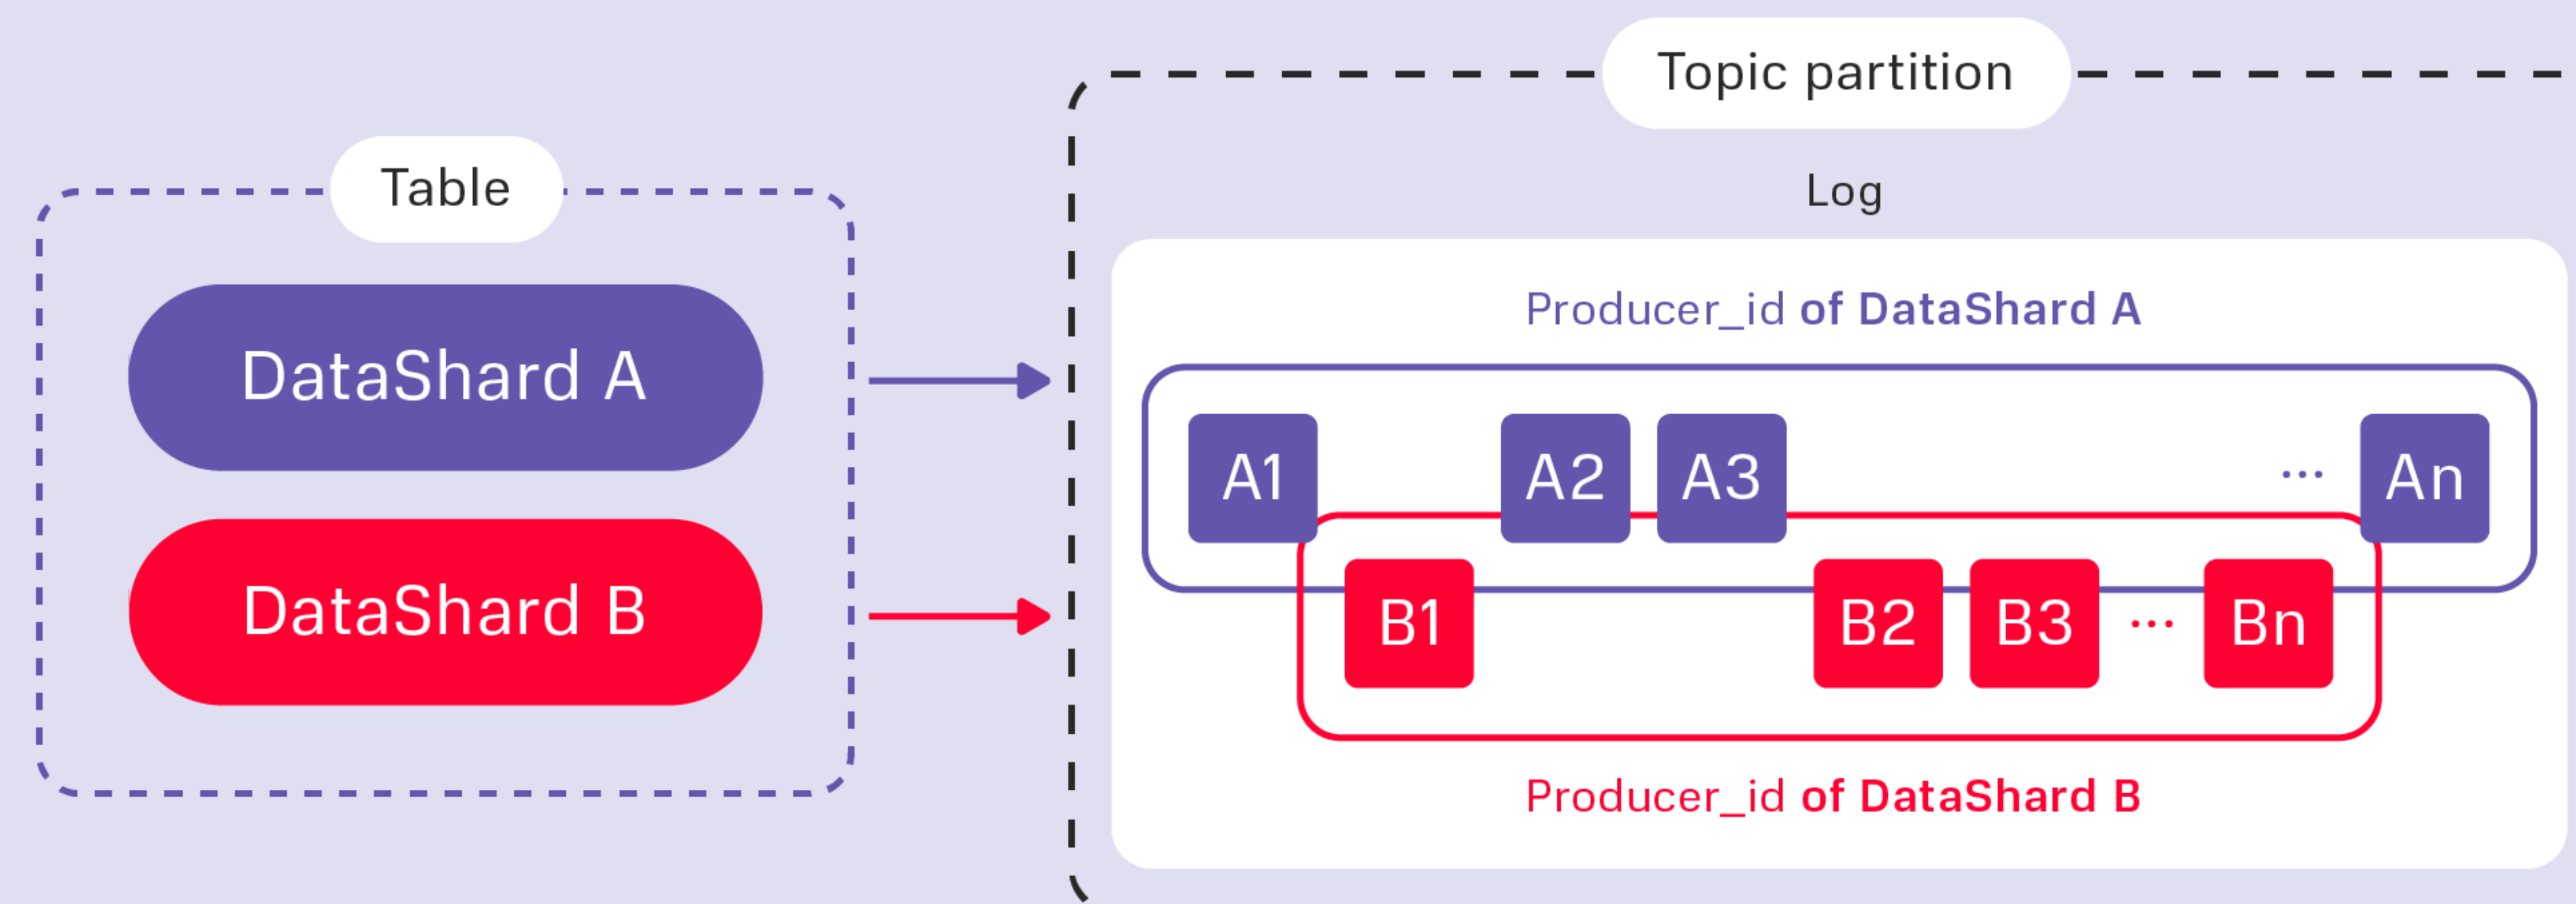 Topic partition
Table
Log
Producer_id of DataShard A
DataShard A
A1 A2 A3 ... An
DataShard B
B1 B2 B3 ... Bn
Producer_id of DataShard B